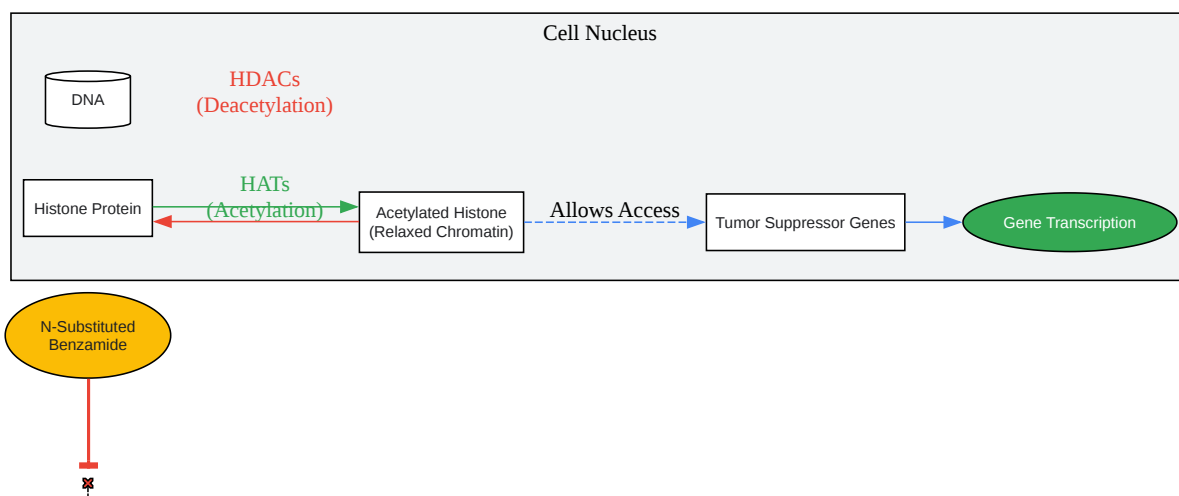 Cell Nucleus
DNA
HDACs
(Deacetylation)
Histone Protein
HATs
(Acetylation)
Acetylated Histone
(Relaxed Chromatin)
Allows Access
Tumor Suppressor Genes
Gene Transcription
N-Substituted
Benzamide